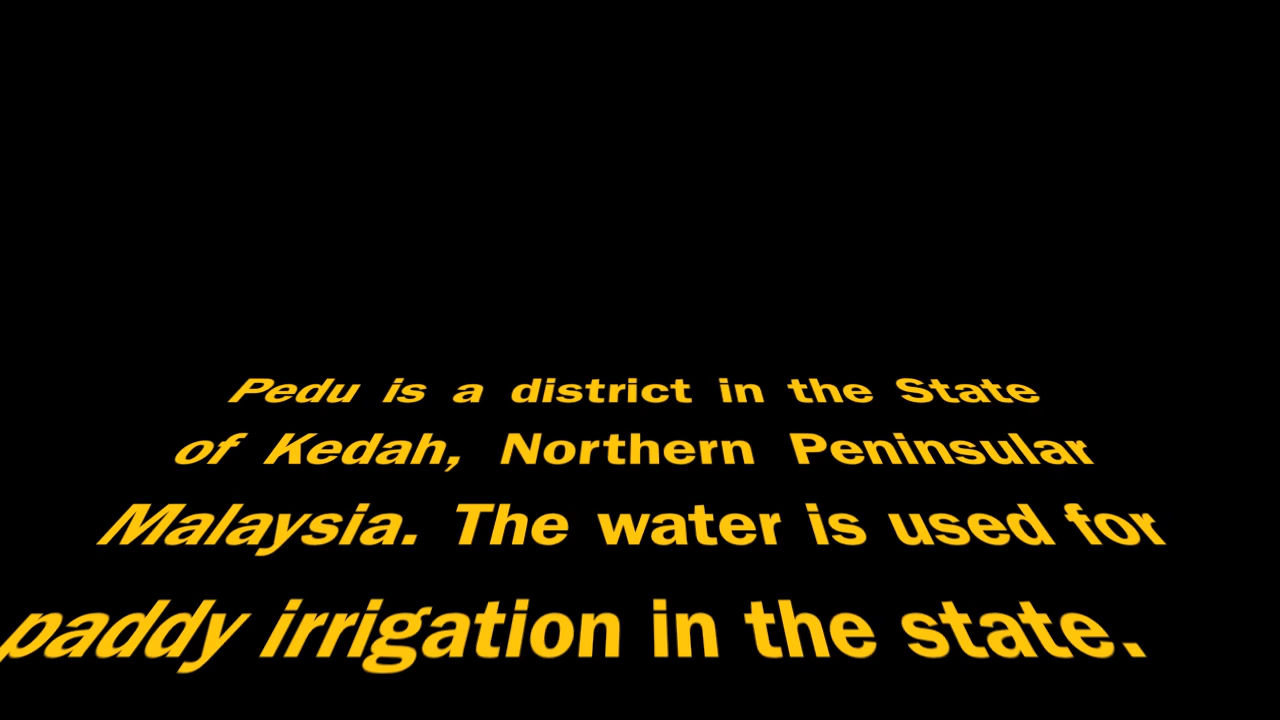 Pedu is a district in the State
of Kedah, Northern Peninsular
Malaysia. The water is used for
paddy irrigation in the state.